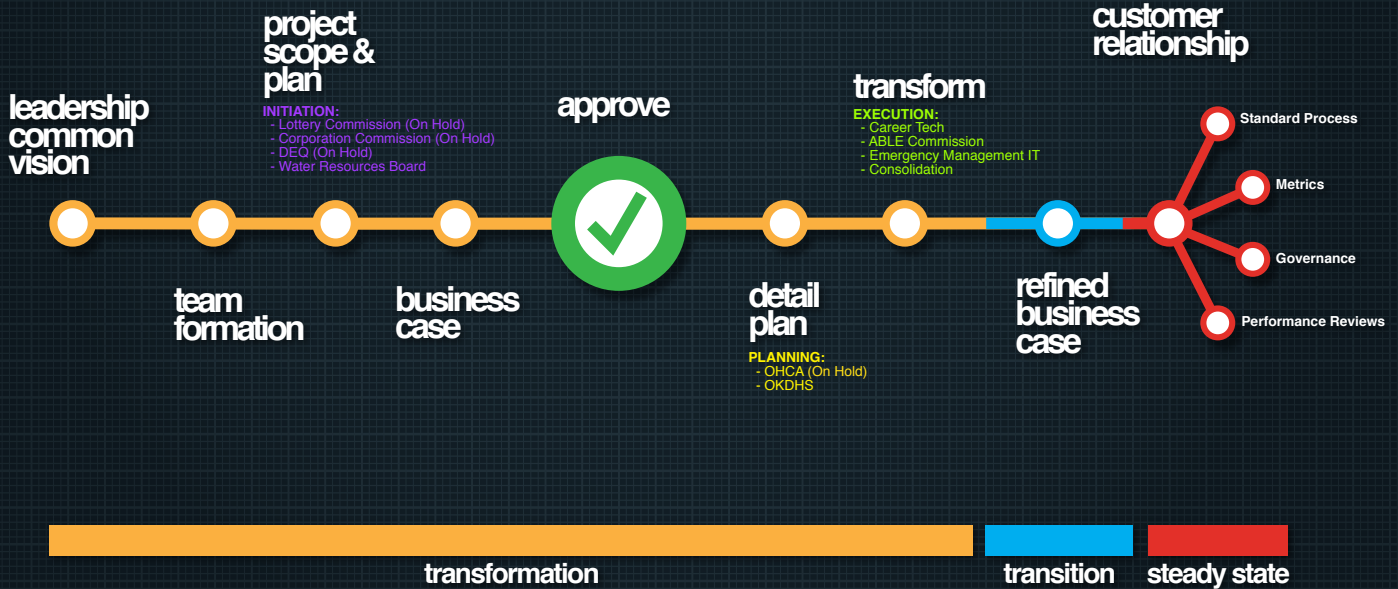 leadership
common
vision
project
scope &
plan
INITIATION:
- Lottery Commission (On Hold)
- Corporation Commission (On Hold)
- DEQ (On Hold)
- Water Resources Board
approve
transform
EXECUTION:
- Career Tech
- ABLE Commission
- Emergency Management IT
- Consolidation
customer
relationship
Standard Process
Metrics
Governance
Performance Reviews
team
formation
business
case
detail
plan
PLANNING:
- OHCA (On Hold)
- OKDHS
refined
business
case
transformation
transition
steady state